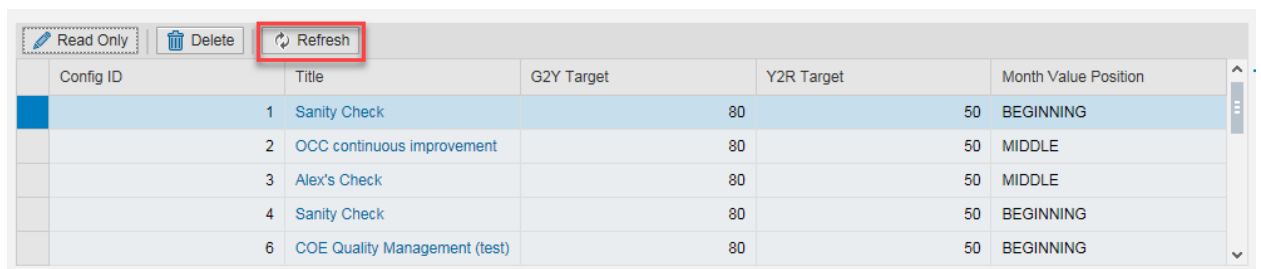 Read Only Delete Refresh
Config ID Title G2Y Target Y2R Target Month Value Position
1 Sanity Check 80 50 BEGINNING
2 OCC continuous improvement 80 50 MIDDLE
3 Alex's Check 80 50 MIDDLE
4 Sanity Check 80 50 BEGINNING
6 COE Quality Management (test) 80 50 BEGINNING